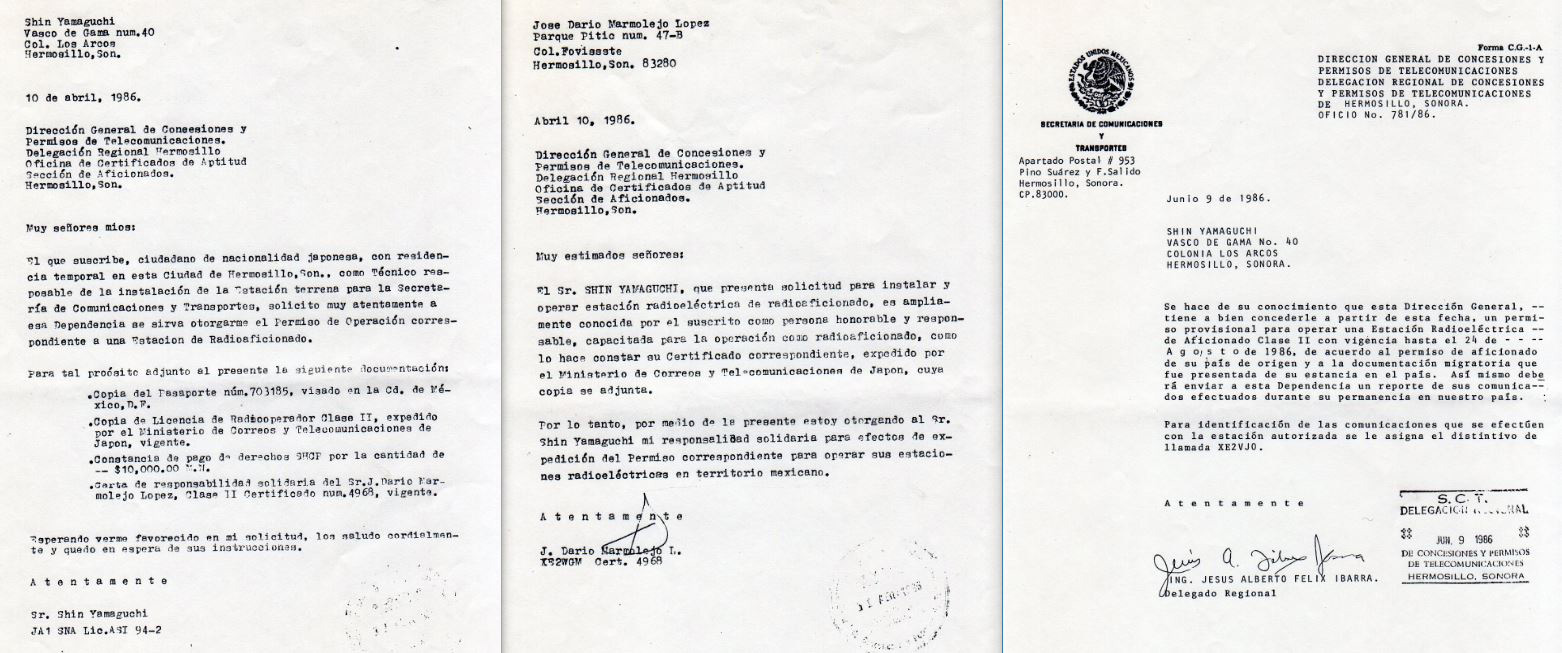 Shin Yamaguchi
Vasco de Gama num.40
Col. Los Arcos
Hermosillo,Son.
10 de abril, 1986.
Dirección General de Concesiones y
Permisos de Telecomunicaciones.
Delegación Regional Hermosillo
Oficina de Certificados de Aptitud
Sección de Aficionados.
Hermosillo,Son.
Muy señores mios:
El que suscribe, ciudadano de nacionalidad japonesa, con residen-
cia temporal en esta Ciudad de Hermosillo,Son., como Técnico res-
posable de la instalación de la Estación terrena para la Secreta-
ría de Comunicaciones y Transportes, solicito muy atentamente a
esa Dependencia se sirva otorgarme el Permiso de Operación corres-
pondiente a una Estacion de Radioaficionado.
Para tal proósito adjunto al presente la siguiente documentación:
.Copia del Pasaporte núm.703185, visado en la Cd. de Mé-
xico,D.F.
.Copia de Licencia de Radiooperador Clase II, expedido
por el Ministerio de Correos y Telecomunicaciones de
Japon, vigente.
.Constancia de pago de derechos SHCF por la cantidad de
-- $10,000.00 M.N.
.Carta de responsabilidad solidaria del Sr.J.Dario Mar-
molejo Lopez, Clase II Certificado num.4968, vigente.
Esperando verme favorecido en mi solicitud, los saludo cordialmen-
te y quedo en espera de sus instrucciones.
A t e n t a m e n t e
Sr. Shin Yamaguchi
JA1 SNA Lic.ASI 94-2
Jose Dario Marmolejo Lopez
Parque Pitic num. 47-B
Col.Fovissste
Hermosillo,Son. 83280
Abril 10, 1986.
Dirección General de Concesiones y
Permisos de Telecomunicaciones.
Delegación Regional Hermosillo
Oficina de Certificados de Aptitud
Sección de Aficionados.
Hermosillo,Son.
Muy estimados señores:
El Sr. SHIN YAMAGUCHI, que presenta solicitud para instalar y
operar estación radioeléctrica de radioaficionado, es amplia-
mente conocida por el suscrito como persona honorable y respon-
sable, capacitada para la operación como radioaficionado, como
lo hace constar su Certificado correspondiente, expedido por
el Ministerio de Correos y Telecomunicaciones de Japon, cuya
copia se adjunta.
Por lo tanto, por medio de la presente estoy otorgando al Sr.
Shin Yamaguchi mi responsalidad solidaria para efectos de ex-
pedición del Permiso correspondiente para operar sus estacio-
nes radioeléctricas en territorio mexicano.
A t e n t a m e n t e
J. Dario Marmolejo L.
XE2WGM Cert. 4968
ESTADOS UNIDOS MEXICANOS
SECRETARIA DE COMUNICACIONES
Y
TRANSPORTES
Apartado Postal # 953
Pino Suárez y F.Salido
Hermosillo, Sonora.
CP.83000.
Forma C.G.-1-A
DIRECCION GENERAL DE CONCESIONES Y
PERMISOS DE TELECOMUNICACIONES
DELEGACION REGIONAL DE CONCESIONES
Y PERMISOS DE TELECOMUNICACIONES
DE HERMOSILLO, SONORA.
OFICIO No. 781/86.
Junio 9 de 1986.
SHIN YAMAGUCHI
VASCO DE GAMA No. 40
COLONIA LOS ARCOS
HERMOSILLO, SONORA.
Se hace de su conocimiento que esta Dirección General, --
tiene a bien concederle a partir de esta fecha, un permi-
so provisional para operar una Estación Radioeléctrica --
de Aficionado Clase II con vigencia hasta el 24 de - - --
A g o s t o de 1986, de acuerdo al permiso de aficionado
de su país de origen y a la documentación migratoria que
fue presentada de su estancia en el país. Así mismo debe
rá enviar a esta Dependencia un reporte de sus comunica--
dos efectuados durante su permanencia en nuestro país.
Para identificación de las comunicaciones que se efectúen
con la estación autorizada se le asigna el distintivo de
llamada XE2VJO.
A t e n t a m e n t e
ING. JESUS ALBERTO FELIX IBARRA.
Delegado Regional
S. C. T.
DELEGACION
JUN. 9 1986
DE CONCESIONES Y PERMISOS
DE TELECOMUNICACIONES
HERMOSILLO, SONORA